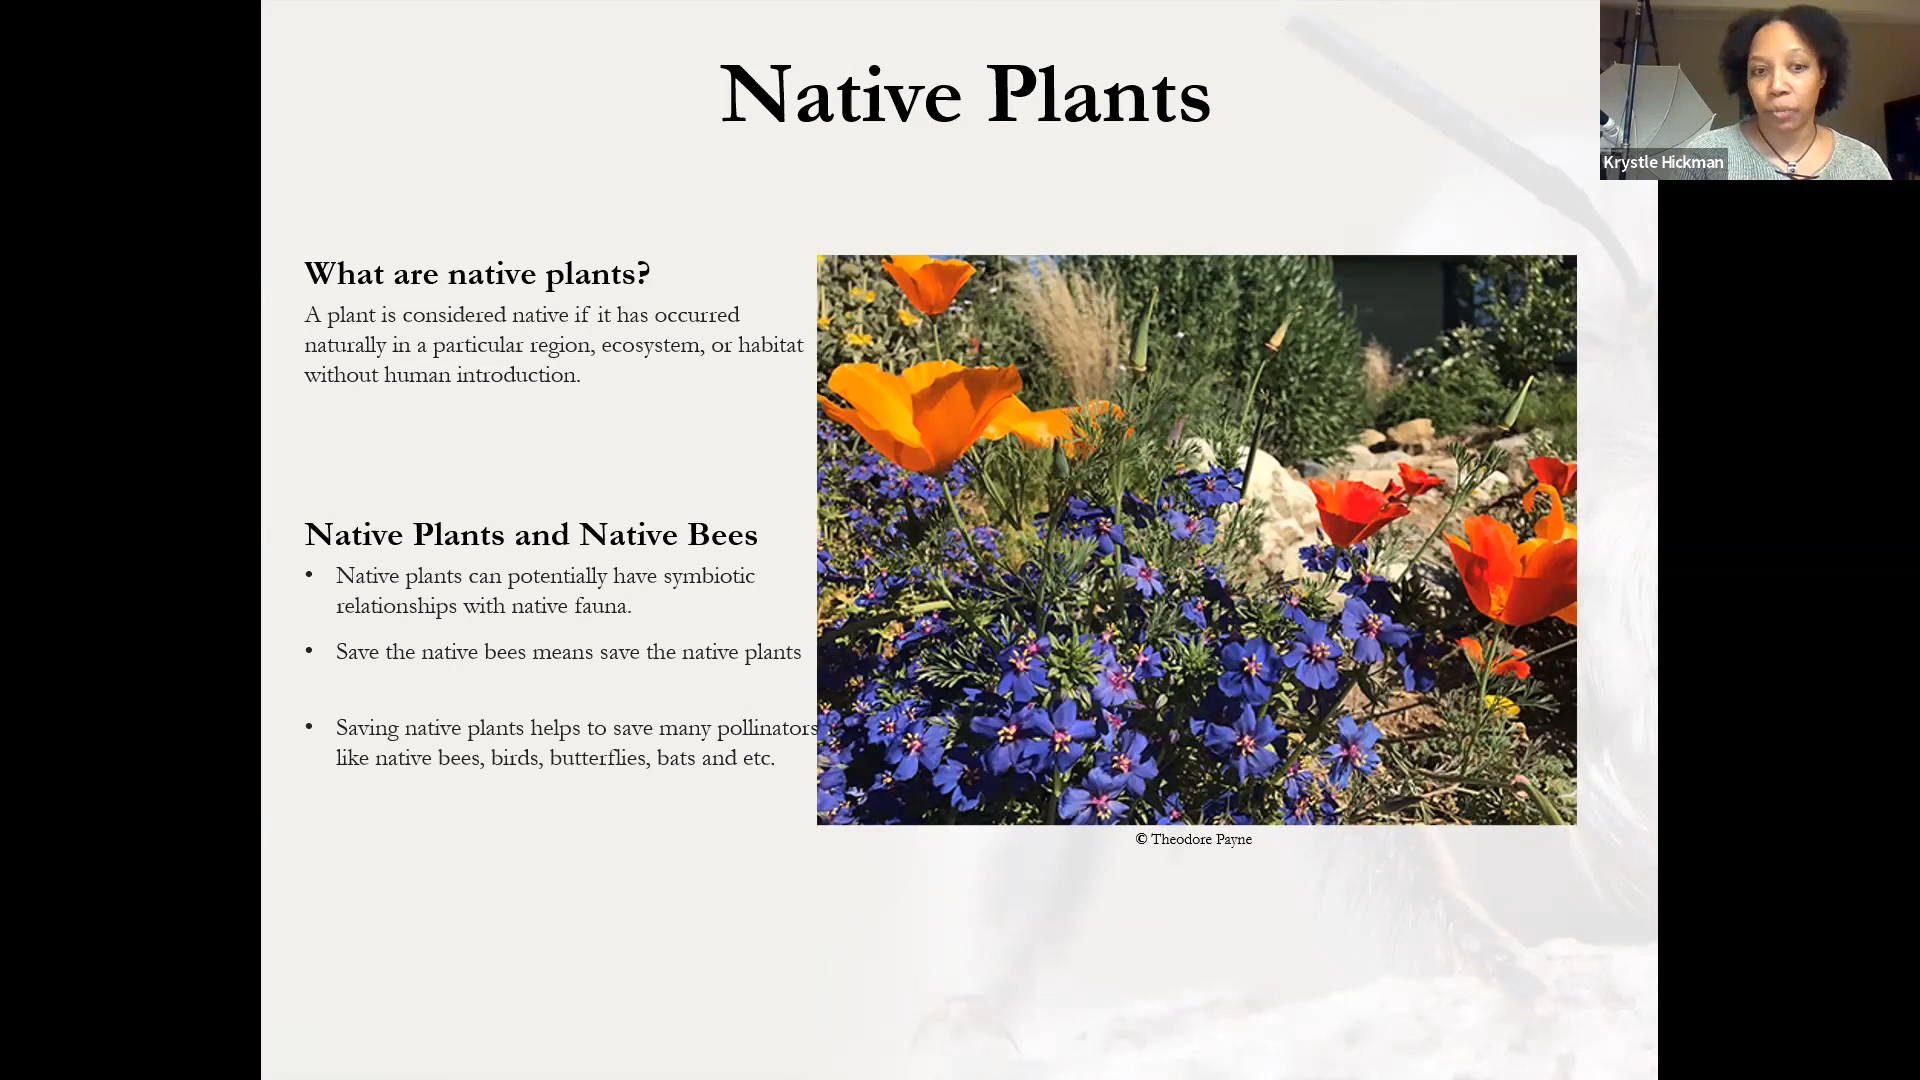 Native Plants
Krystle Hickman
What are native plants?
A plant is considered native if it has occurred
naturally in a particular region, ecosystem, or habitat
without human introduction.
Native Plants and Native Bees
• Native plants can potentially have symbiotic
relationships with native fauna.
• Save the native bees means save the native plants
• Saving native plants helps to save many pollinators
like native bees, birds, butterflies, bats and etc.
© Theodore Payne